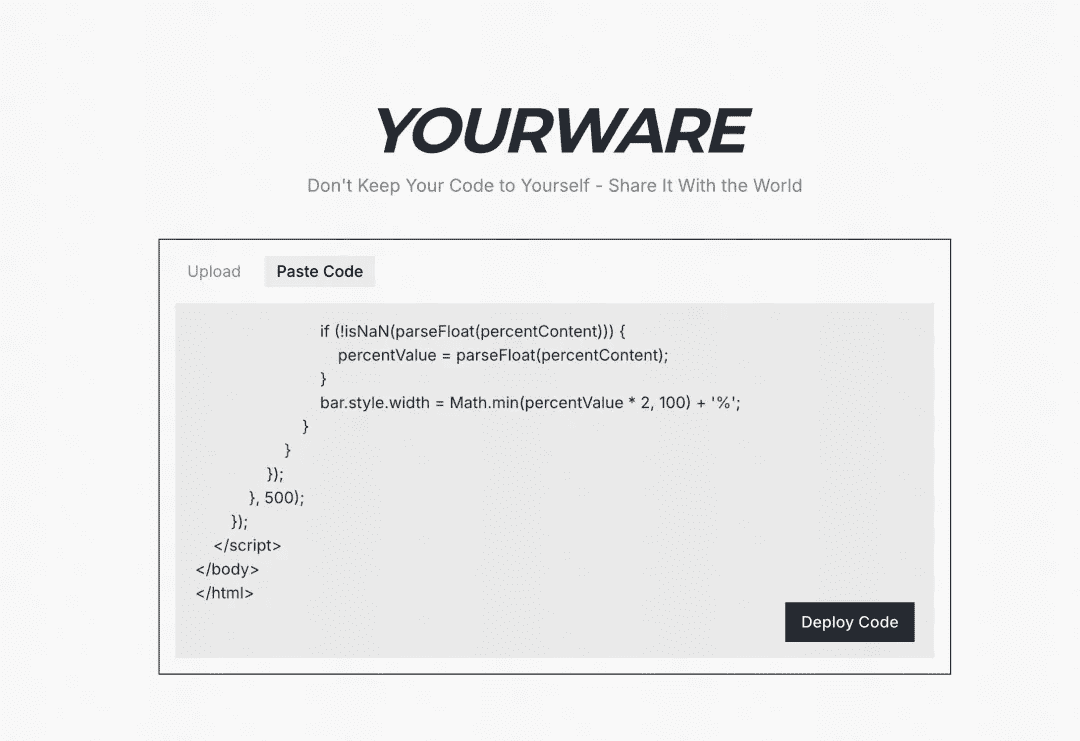 YOURWARE
Don't Keep Your Code to Yourself - Share It With the World
Upload
Paste Code
if (!isNaN(parseFloat(percentContent))) {
percentValue = parseFloat(percentContent);
}
bar.style.width = Math.min(percentValue * 2, 100) + '%';
}
}
});
}, 500);
});
</script>
</body>
</html>
Deploy Code